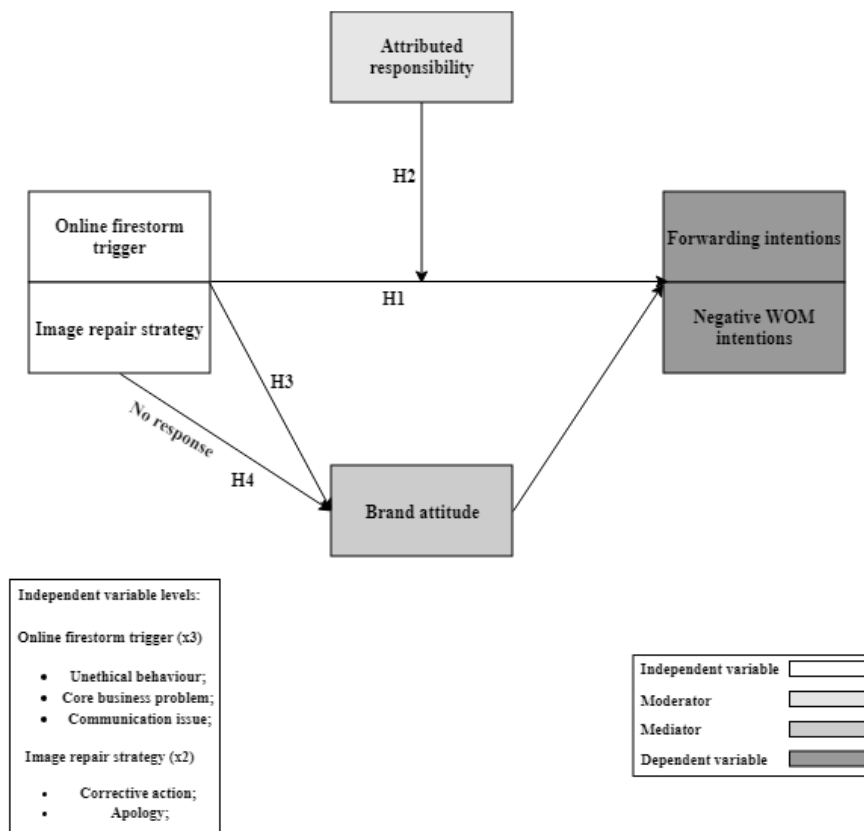 Attributed
responsibility
H2
Online firestorm
trigger
Forwarding intentions
H1
Image repair strategy
Negative WOM
intentions
H3
No response
H4
Brand attitude
Independent variable levels:
Online firestorm trigger (x3)
• Unethical behaviour;
• Core business problem;
• Communication issue;
Image repair strategy (x2)
• Corrective action;
• Apology;
Independent variable
Moderator
Mediator
Dependent variable